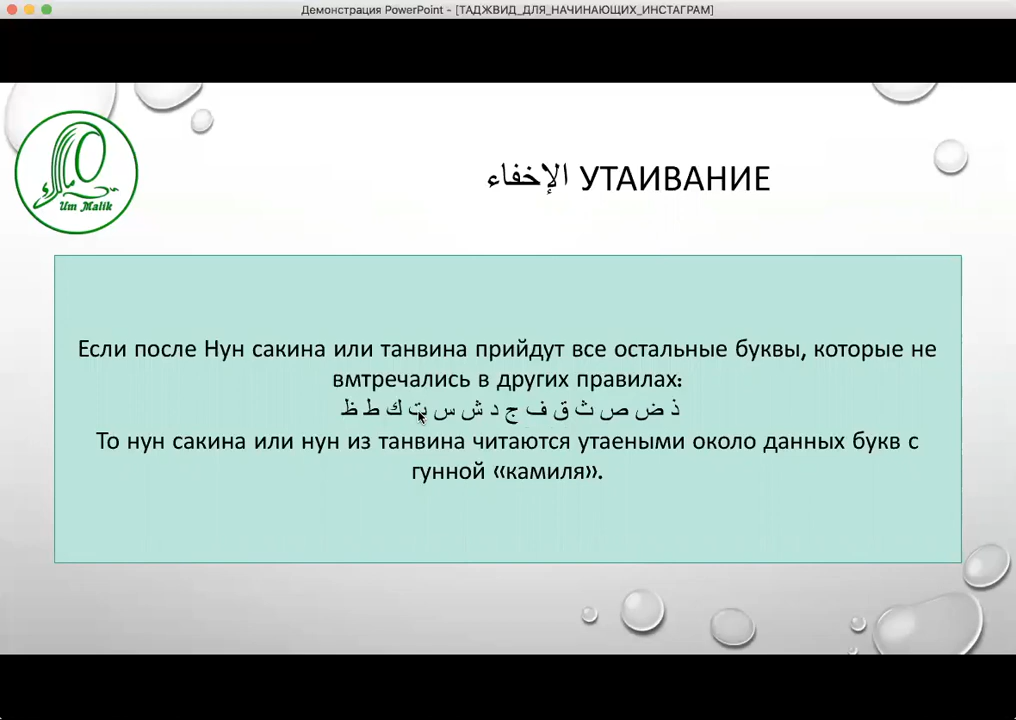 Демонстрация PowerPoint - [ТАДЖВИД_ДЛЯ_НАЧИНАЮЩИХ_ИНСТАГРАМ]
Um Malik
الإخفاء УТАИВАНИЕ
Если после Нун сакина или танвина прийдут все остальные буквы, которые не
вмтречались в других правилах:
ذ ض ص ث ق ف ج د ش س ت ك ط ظ
То нун сакина или нун из танвина читаются утаеными около данных букв с
гунной «камиля».